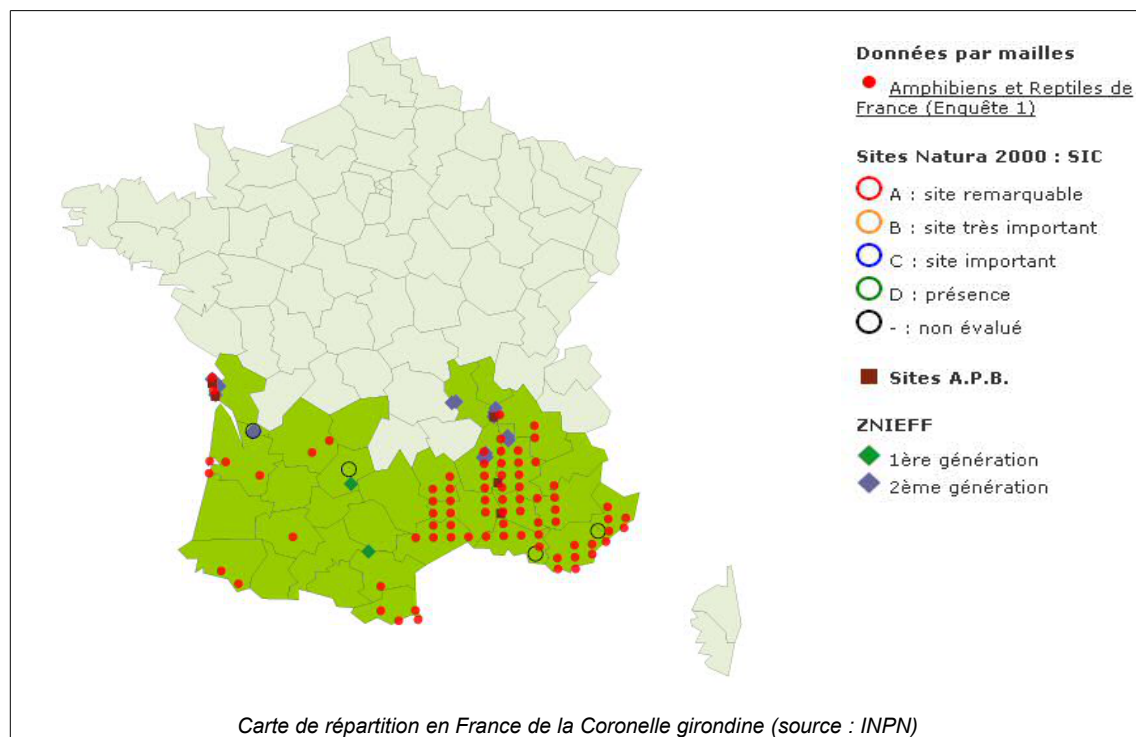 Données par mailles
Amphibiens et Reptiles de
France (Enquête 1)
Sites Natura 2000 : SIC
A : site remarquable
B : site très important
C : site important
D : présence
- : non évalué
Sites A.P.B.
ZNIEFF
1ère génération
2ème génération
Carte de répartition en France de la Coronelle girondine (source : INPN)